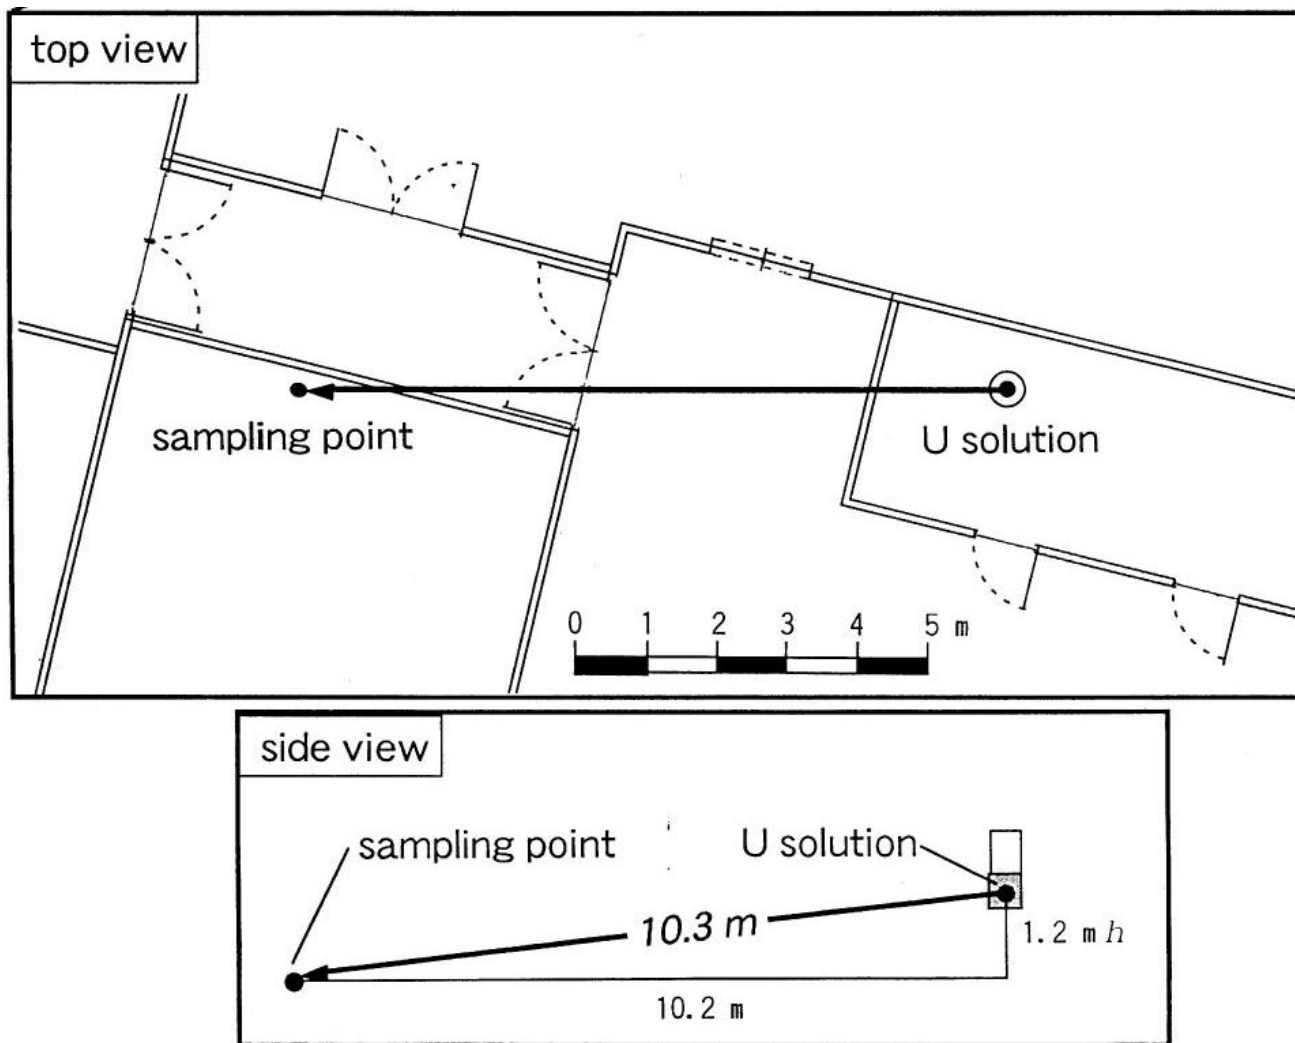 top view
sampling point
U solution
0 1 2 3 4 5 m
side view
sampling point
U solution
10.3 m
1.2 m h
10.2 m